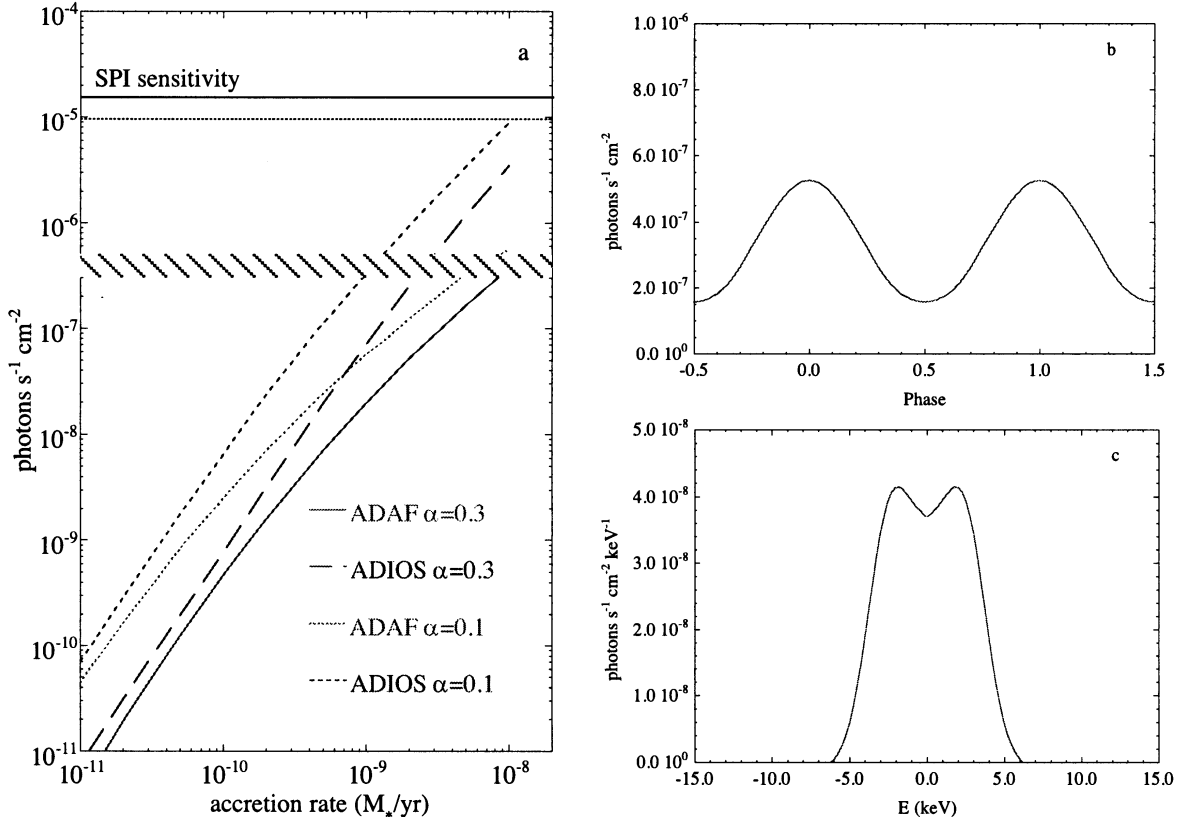 a
SPI sensitivity
10⁻⁴
10⁻⁵
10⁻⁶
10⁻⁷
10⁻⁸
10⁻⁹
10⁻¹⁰
10⁻¹¹
photons s⁻¹ cm⁻²
ADAF α=0.3
ADIOS α=0.3
ADAF α=0.1
ADIOS α=0.1
10⁻¹¹ 10⁻¹⁰ 10⁻⁹ 10⁻⁸
accretion rate (M*/yr)
b
1.0 10⁻⁶
8.0 10⁻⁷
6.0 10⁻⁷
4.0 10⁻⁷
2.0 10⁻⁷
0.0 10⁰
photons s⁻¹ cm⁻²
-0.5 0.0 0.5 1.0 1.5
Phase
c
5.0 10⁻⁸
4.0 10⁻⁸
3.0 10⁻⁸
2.0 10⁻⁸
1.0 10⁻⁸
0.0 10⁰
photons s⁻¹ cm⁻² keV⁻¹
-15.0 -10.0 -5.0 0.0 5.0 10.0 15.0
E (keV)